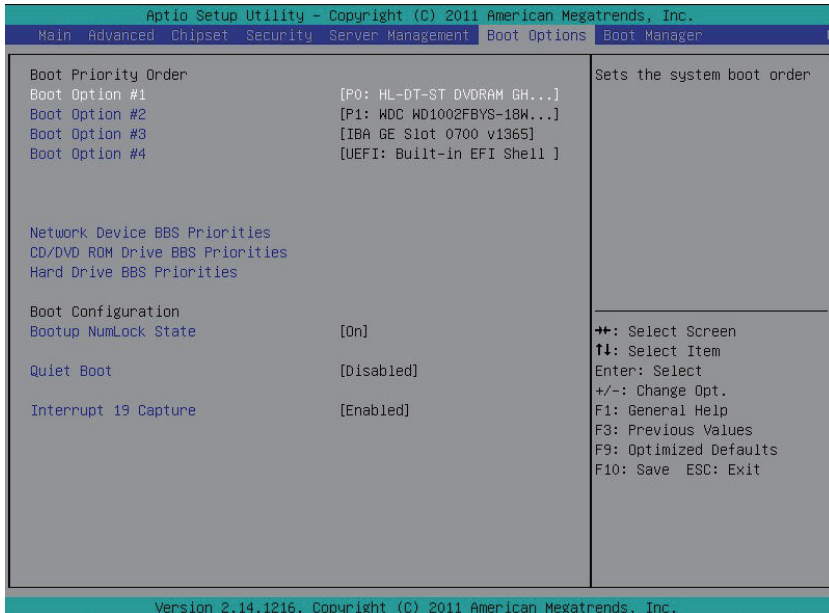 Aptio Setup Utility – Copyright (C) 2011 American Megatrends, Inc.
Main Advanced Chipset Security Server Management Boot Options Boot Manager
Boot Priority Order
Boot Option #1 [P0: HL-DT-ST DVDRAM GH...]
Boot Option #2 [P1: WDC WD1002FBYS-18W...]
Boot Option #3 [IBA GE Slot 0700 v1365]
Boot Option #4 [UEFI: Built-in EFI Shell ]
Network Device BBS Priorities
CD/DVD ROM Drive BBS Priorities
Hard Drive BBS Priorities
Boot Configuration
Bootup NumLock State [On]
Quiet Boot [Disabled]
Interrupt 19 Capture [Enabled]
Sets the system boot order
→←: Select Screen
↑↓: Select Item
Enter: Select
+/-: Change Opt.
F1: General Help
F3: Previous Values
F9: Optimized Defaults
F10: Save ESC: Exit
Version 2.14.1216. Copyright (C) 2011 American Megatrends, Inc.